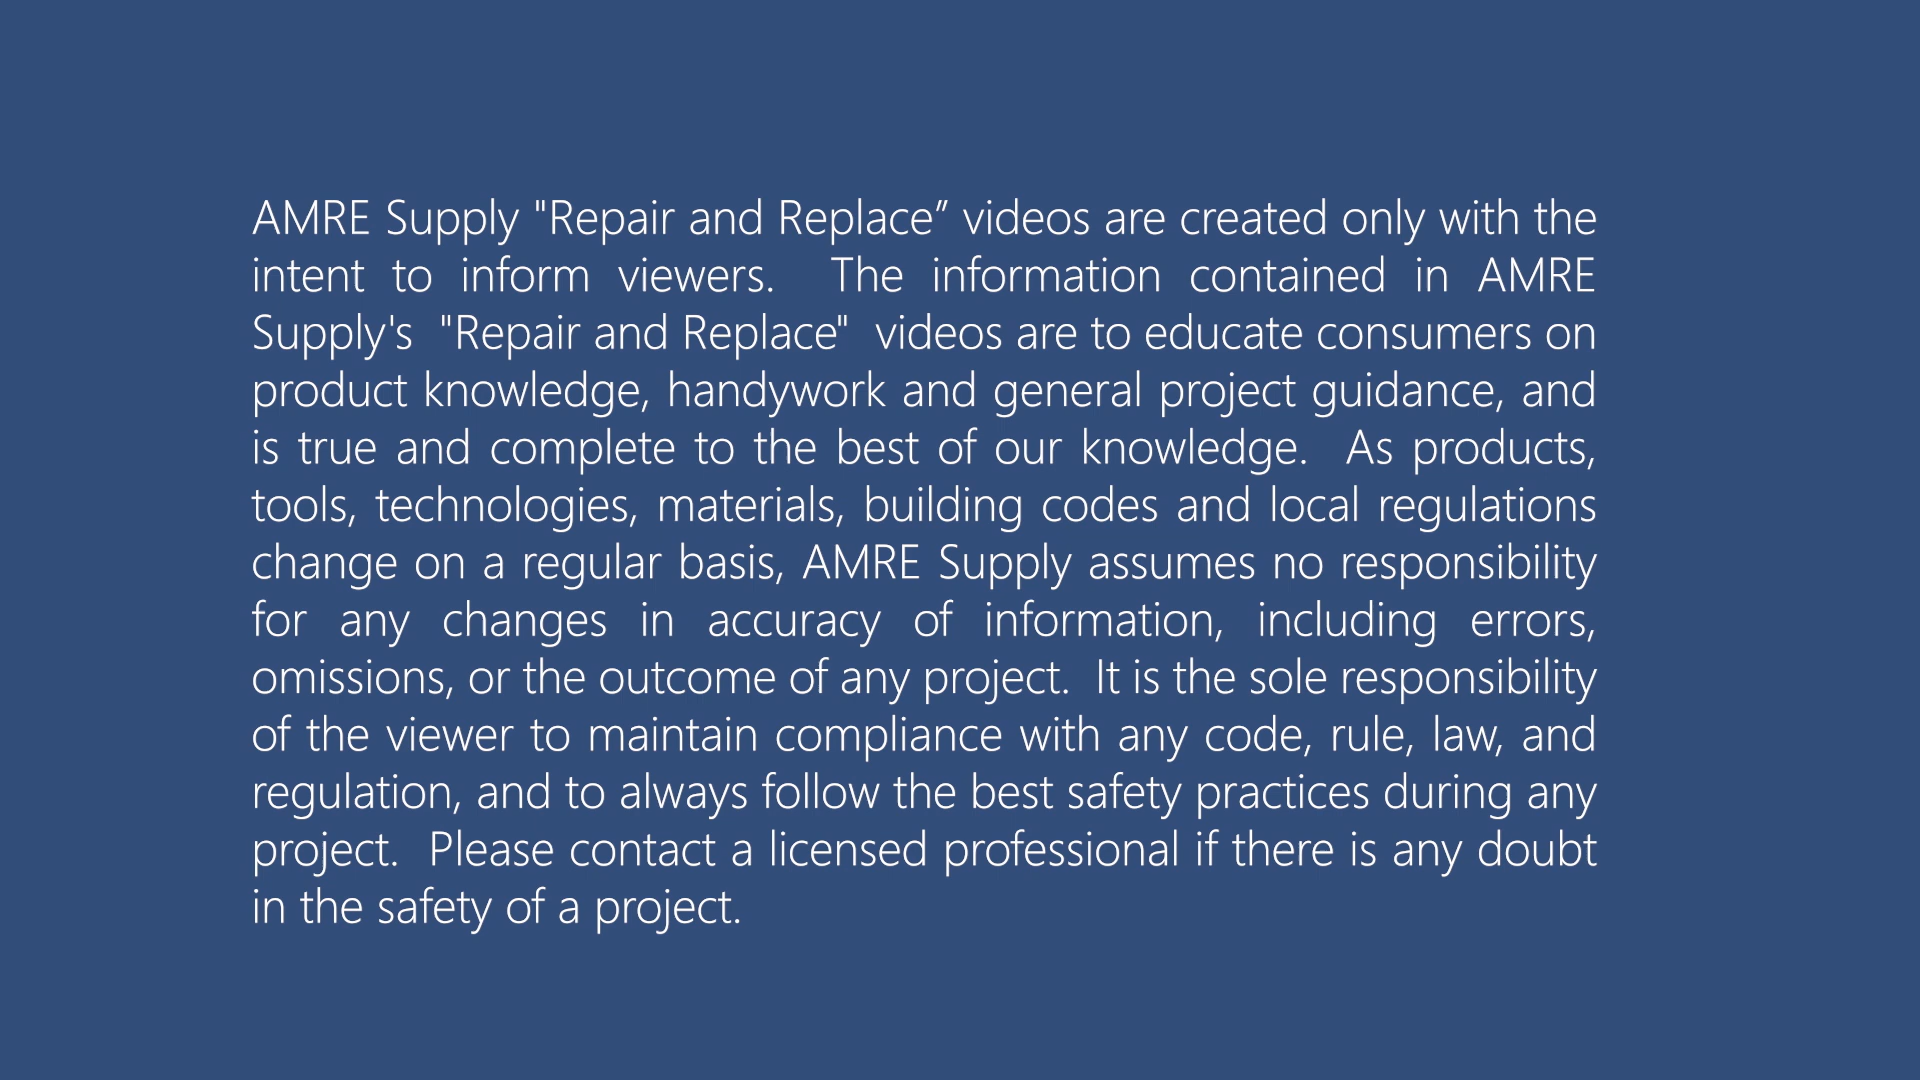 AMRE Supply "Repair and Replace” videos are created only with the
intent to inform viewers.  The information contained in AMRE
Supply's  "Repair and Replace"  videos are to educate consumers on
product knowledge, handywork and general project guidance, and
is true and complete to the best of our knowledge.  As products,
tools, technologies, materials, building codes and local regulations
change on a regular basis, AMRE Supply assumes no responsibility
for any changes in accuracy of information, including errors,
omissions, or the outcome of any project.  It is the sole responsibility
of the viewer to maintain compliance with any code, rule, law, and
regulation, and to always follow the best safety practices during any
project.  Please contact a licensed professional if there is any doubt
in the safety of a project.